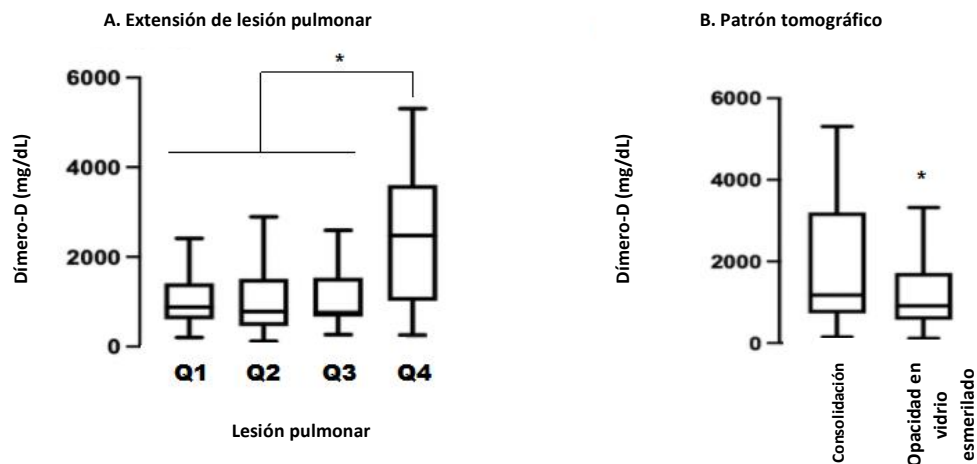 A. Extensión de lesión pulmonar
*
6000
4000
2000
0
Dímero-D (mg/dL)
Q1 Q2 Q3 Q4
Lesión pulmonar
B. Patrón tomográfico
6000
4000
2000
0
*
Dímero-D (mg/dL)
Consolidación
Opacidad en
vidrio
esmerilado